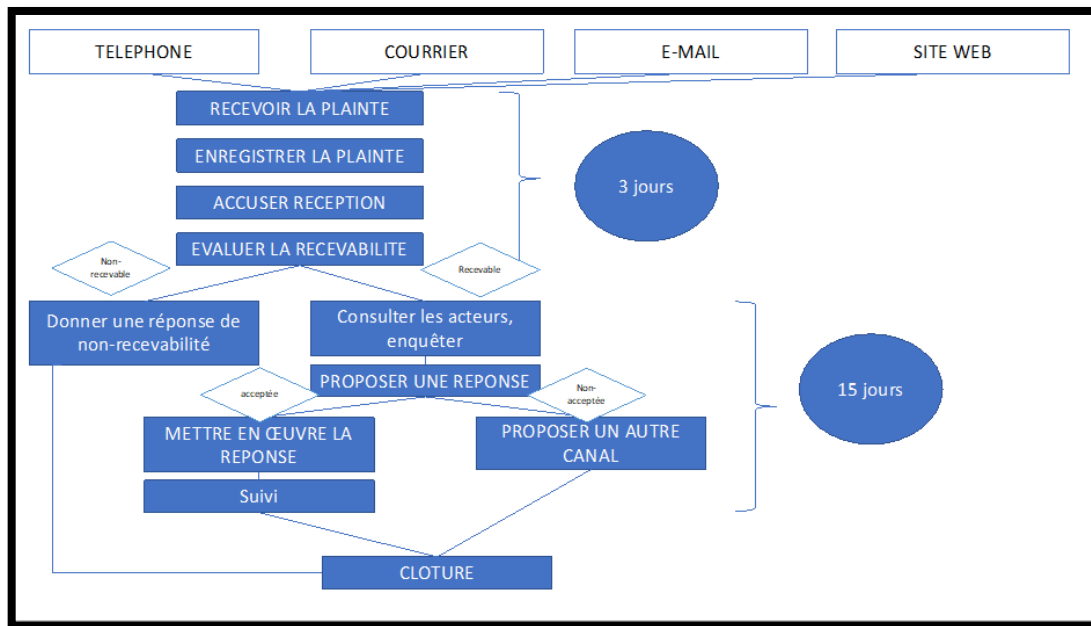 TELEPHONE
COURRIER
E-MAIL
SITE WEB
RECEVOIR LA PLAINTE
ENREGISTRER LA PLAINTE
3 jours
ACCUSER RECEPTION
EVALUER LA RECEVABILITE
Non-
recevable
Recevable
Donner une réponse de
non-recevabilité
Consulter les acteurs,
enquêter
PROPOSER UNE REPONSE
15 jours
acceptée
Non-
acceptée
METTRE EN ŒUVRE LA
REPONSE
PROPOSER UN AUTRE
CANAL
Suivi
CLOTURE